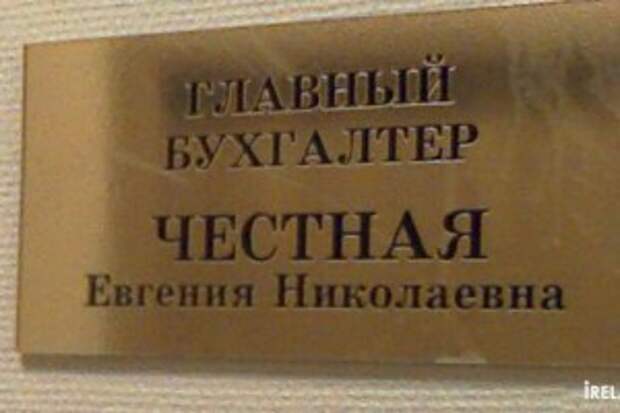 ГЛАВНЫЙ
БУХГАЛТЕР
ЧЕСТНАЯ
Евгения Николаевна